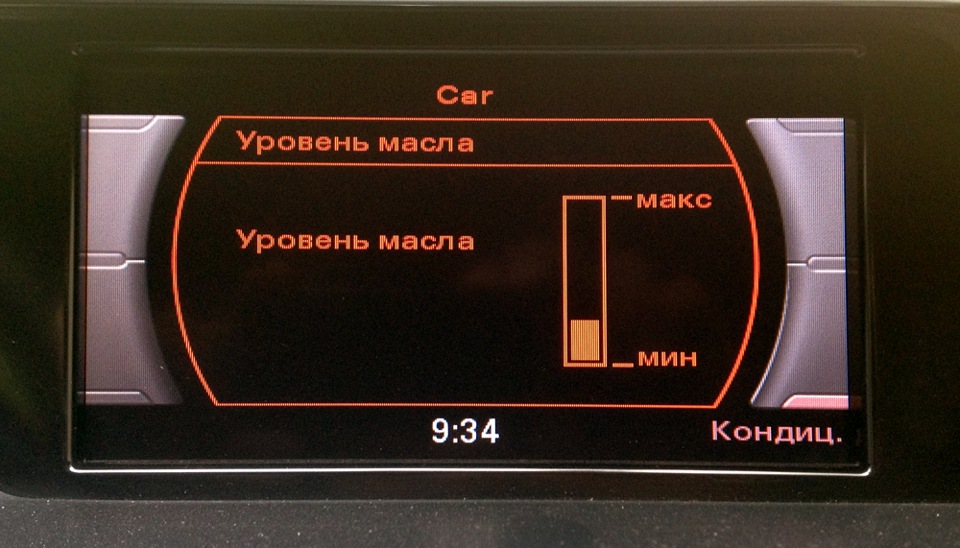 Car
Уровень масла
макс
Уровень масла
мин
9:34
Кондиц.